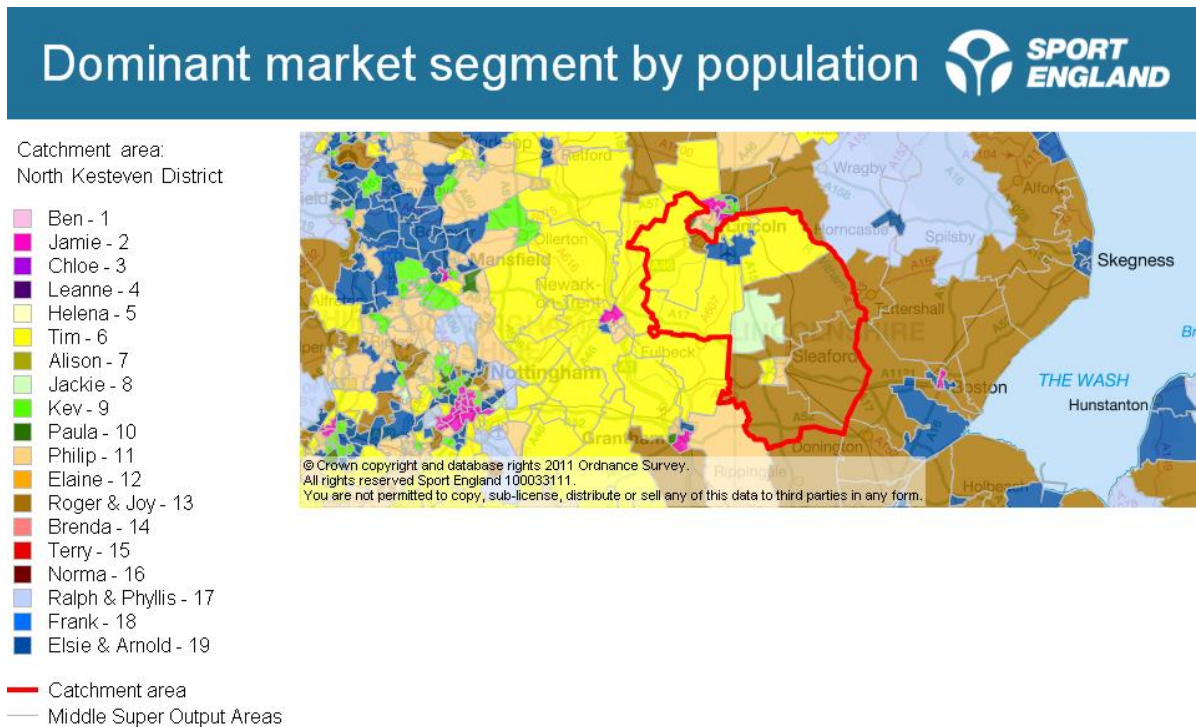 Dominant market segment by population
SPORT
ENGLAND
Catchment area:
North Kesteven District
Ben - 1
Jamie - 2
Chloe - 3
Leanne - 4
Helena - 5
Tim - 6
Alison - 7
Jackie - 8
Kev - 9
Paula - 10
Philip - 11
Elaine - 12
Roger & Joy - 13
Brenda - 14
Terry - 15
Norma - 16
Ralph & Phyllis - 17
Frank - 18
Elsie & Arnold - 19
Catchment area
Middle Super Output Areas
Retford
Wragby
Alford
Lincoln
Horncastle
Spilsby
Ollerton
Mansfield
Skegness
Newark-
on-Trent
Tattershall
Alfreton
Sleaford
Fulbeck
Nottingham
Boston
THE WASH
Hunstanton
Grantham
Donington
Rippingale
Holbeach
© Crown copyright and database rights 2011 Ordnance Survey.
All rights reserved Sport England 100033111.
You are not permitted to copy, sub-license, distribute or sell any of this data to third parties in any form.